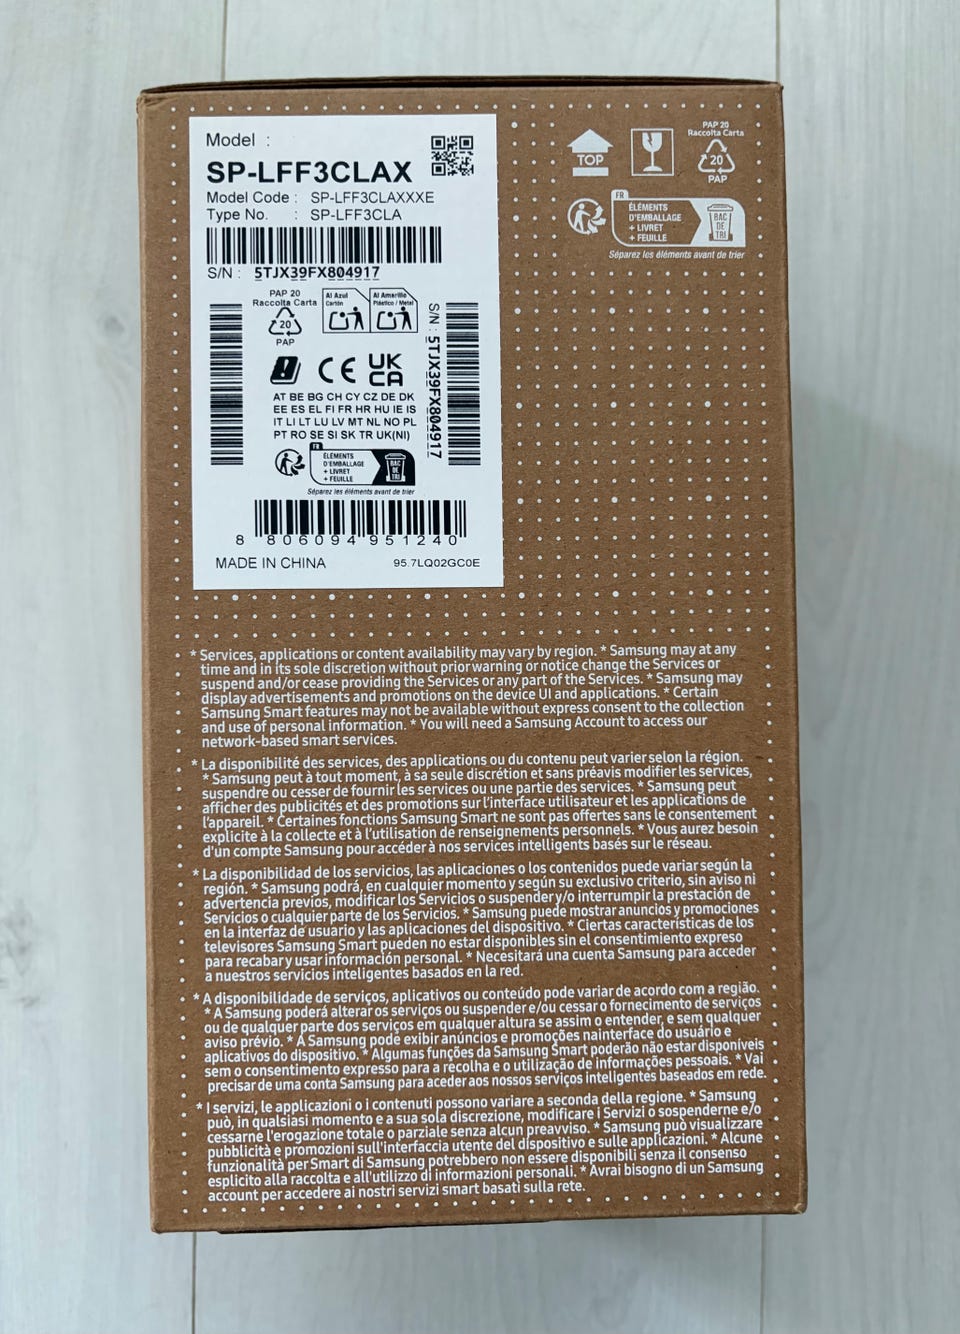 Model :
SP-LFF3CLAX
Model Code : SP-LFF3CLAXXXE
Type No. : SP-LFF3CLA
S/N : 5TJX39FX804917
PAP 20
Raccolta Carta
20
PAP
Al Azul
Cartón
Al Amarillo
Plástico / Metal
S/N : 5TJX39FX804917
CE
UK
CA
AT BE BG CH CY CZ DE DK
EE ES EL FI FR HR HU IE IS
IT LI LT LU LV MT NL NO PL
PT RO SE SI SK TR UK(NI)
FR
ÉLÉMENTS
D'EMBALLAGE
+ LIVRET
+ FEUILLE
BAC
DE
TRI
Séparez les éléments avant de trier
8 806094 951240
MADE IN CHINA 95.7LQ02GC0E
TOP
PAP 20
Raccolta Carta
20
PAP
FR
ÉLÉMENTS
D'EMBALLAGE
+ LIVRET
+ FEUILLE
BAC
DE
TRI
Séparez les éléments avant de trier
* Services, applications or content availability may vary by region. * Samsung may at any
time and in its sole discretion without prior warning or notice change the Services or
suspend and/or cease providing the Services or any part of the Services. * Samsung may
display advertisements and promotions on the device UI and applications. * Certain
Samsung Smart features may not be available without express consent to the collection
and use of personal information. * You will need a Samsung Account to access our
network-based smart services.
* La disponibilité des services, des applications ou du contenu peut varier selon la région.
* Samsung peut à tout moment, à sa seule discrétion et sans préavis modifier les services,
suspendre ou cesser de fournir les services ou une partie des services. * Samsung peut
afficher des publicités et des promotions sur l'interface utilisateur et les applications de
l'appareil. * Certaines fonctions Samsung Smart ne sont pas offertes sans le consentement
explicite à la collecte et à l'utilisation de renseignements personnels. * Vous aurez besoin
d'un compte Samsung pour accéder à nos services intelligents basés sur le réseau.
* La disponibilidad de los servicios, las aplicaciones o los contenidos puede variar según la
región. * Samsung podrá, en cualquier momento y según su exclusivo criterio, sin aviso ni
advertencia previos, modificar los Servicios o suspender y/o interrumpir la prestación de
Servicios o cualquier parte de los Servicios. * Samsung puede mostrar anuncios y promociones
en la interfaz de usuario y las aplicaciones del dispositivo. * Ciertas características de los
televisores Samsung Smart pueden no estar disponibles sin el consentimiento expreso
para recabar y usar información personal. * Necesitará una cuenta Samsung para acceder
a nuestros servicios inteligentes basados en la red.
* A disponibilidade de serviços, aplicativos ou conteúdo pode variar de acordo com a região.
* A Samsung poderá alterar os serviços ou suspender e/ou cessar o fornecimento de serviços
ou de qualquer parte dos serviços em qualquer altura se assim o entender, e sem qualquer
aviso prévio. * A Samsung pode exibir anúncios e promoções nainterface do usuário e
aplicativos do dispositivo. * Algumas funções da Samsung Smart poderão não estar disponíveis
sem o consentimento expresso para a recolha e o utilização de informações pessoais. * Vai
precisar de uma conta Samsung para aceder aos nossos serviços inteligentes baseados em rede.
* I servizi, le applicazioni o i contenuti possono variare a seconda della regione. * Samsung
può, in qualsiasi momento e a sua sola discrezione, modificare i Servizi o sospenderne e/o
cessarne l'erogazione totale o parziale senza alcun preavviso. * Samsung può visualizzare
pubblicità e promozioni sull'interfaccia utente del dispositivo e sulle applicazioni. * Alcune
funzionalità per Smart di Samsung potrebbero non essere disponibili senza il consenso
esplicito alla raccolta e all'utilizzo di informazioni personali. * Avrai bisogno di un Samsung
account per accedere ai nostri servizi smart basati sulla rete.